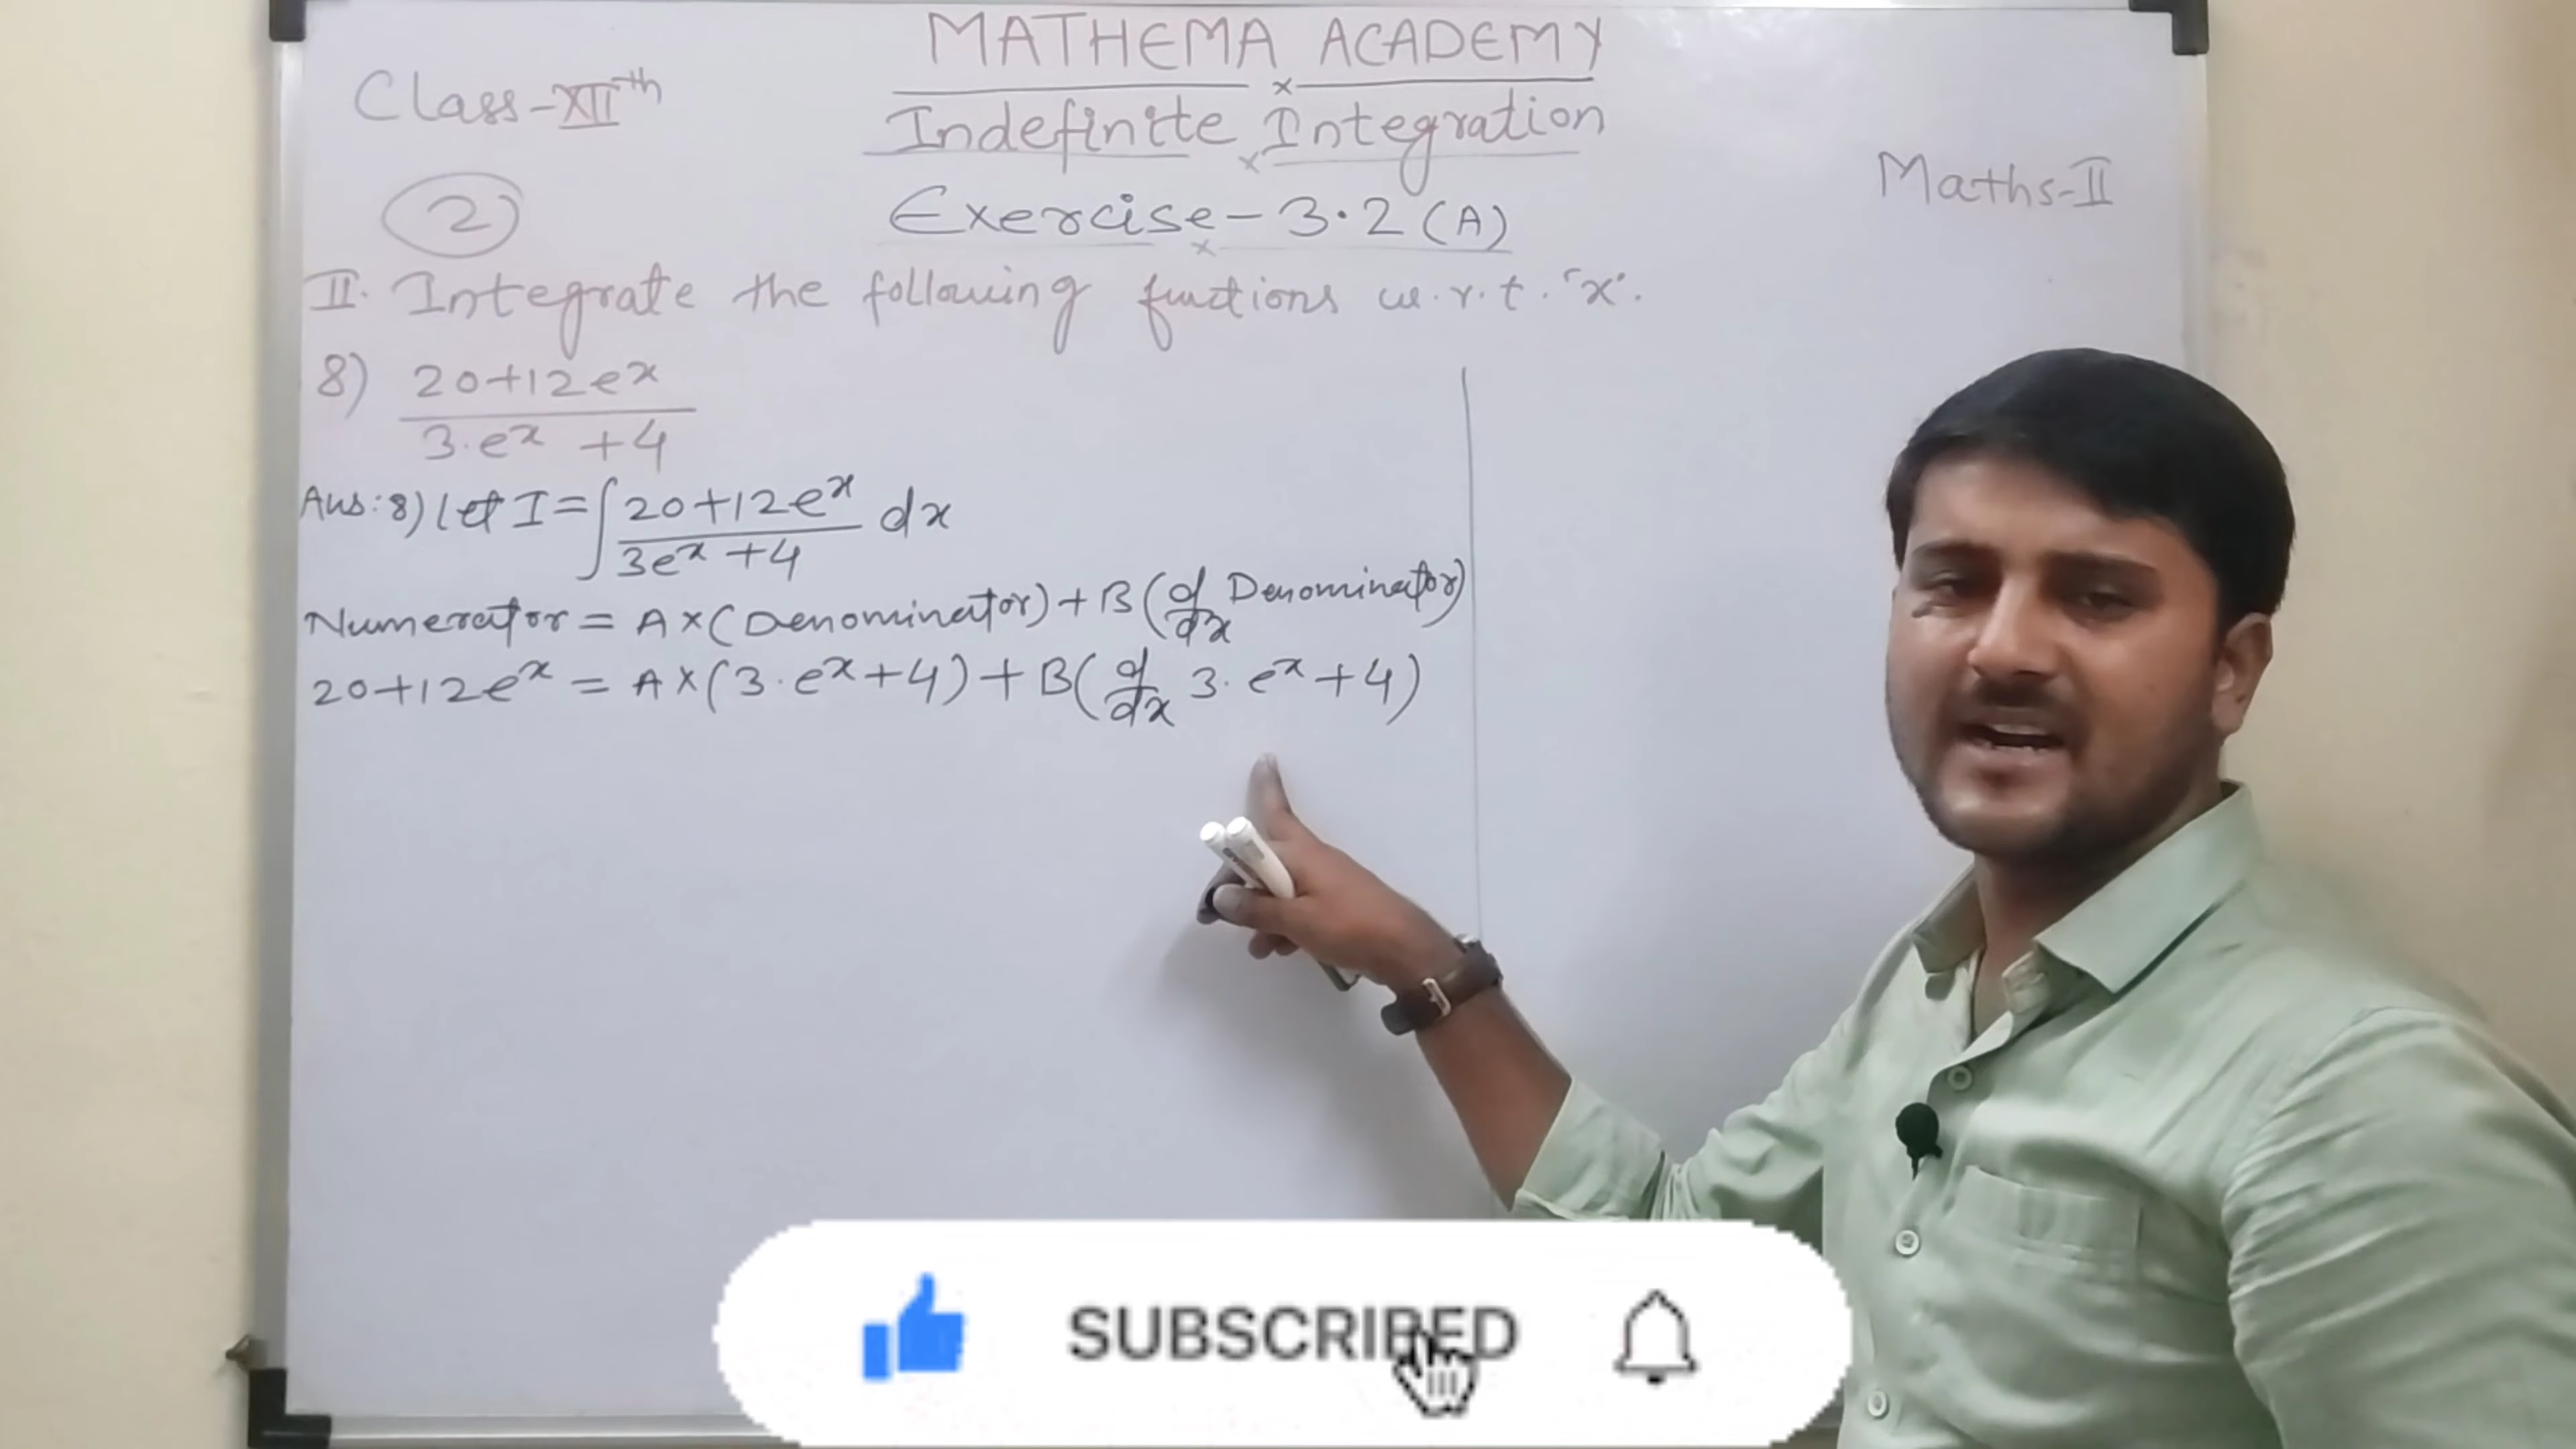 MATHEMA ACADEMY
Class-XIIth
Indefinite Integration
Maths-II
2
Exercise-3.2(A)
II. Integrate the following functions w.r.t. 'x'.
8) 20+12e^x
3.e^x +4
Ans:8) let I=∫ 20+12e^x dx
3e^x +4
Numerator = A×(Denominator)+B(d/dx Denominator)
20+12e^x = A×(3.e^x+4)+B(d/dx 3.e^x+4)
SUBSCRIBED